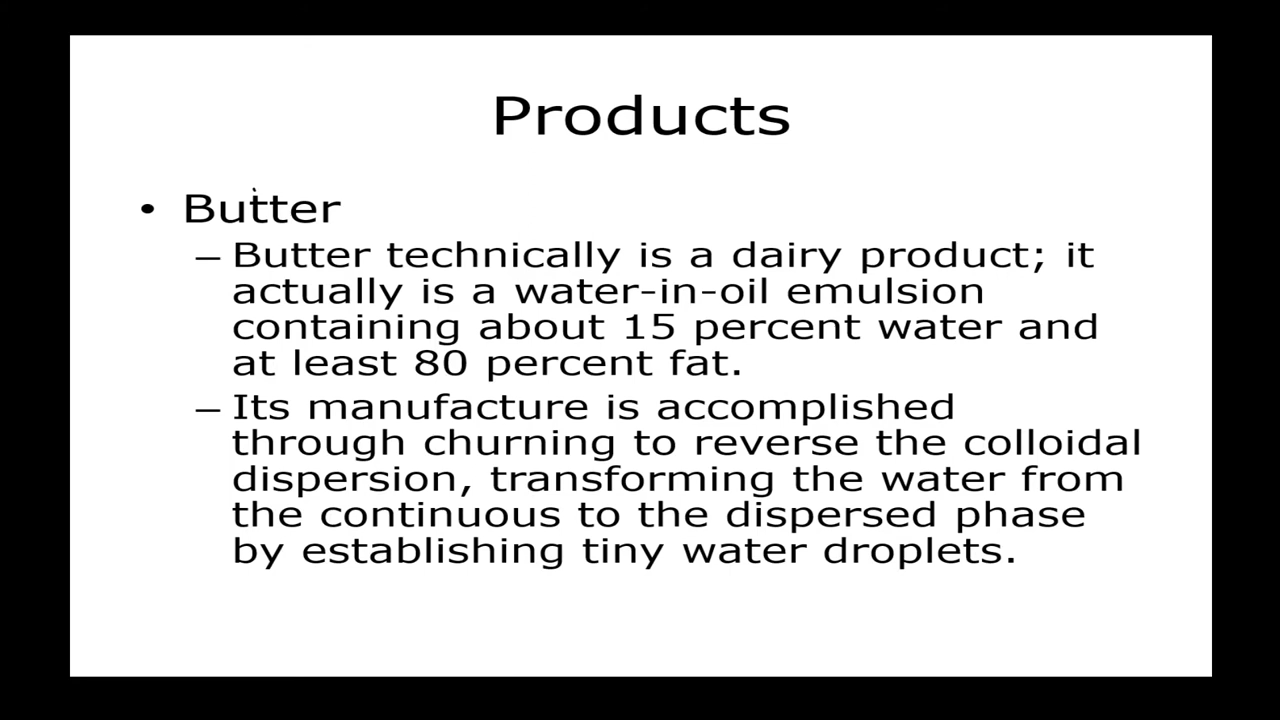 Products
• Butter
– Butter technically is a dairy product; it
actually is a water-in-oil emulsion
containing about 15 percent water and
at least 80 percent fat.
– Its manufacture is accomplished
through churning to reverse the colloidal
dispersion, transforming the water from
the continuous to the dispersed phase
by establishing tiny water droplets.